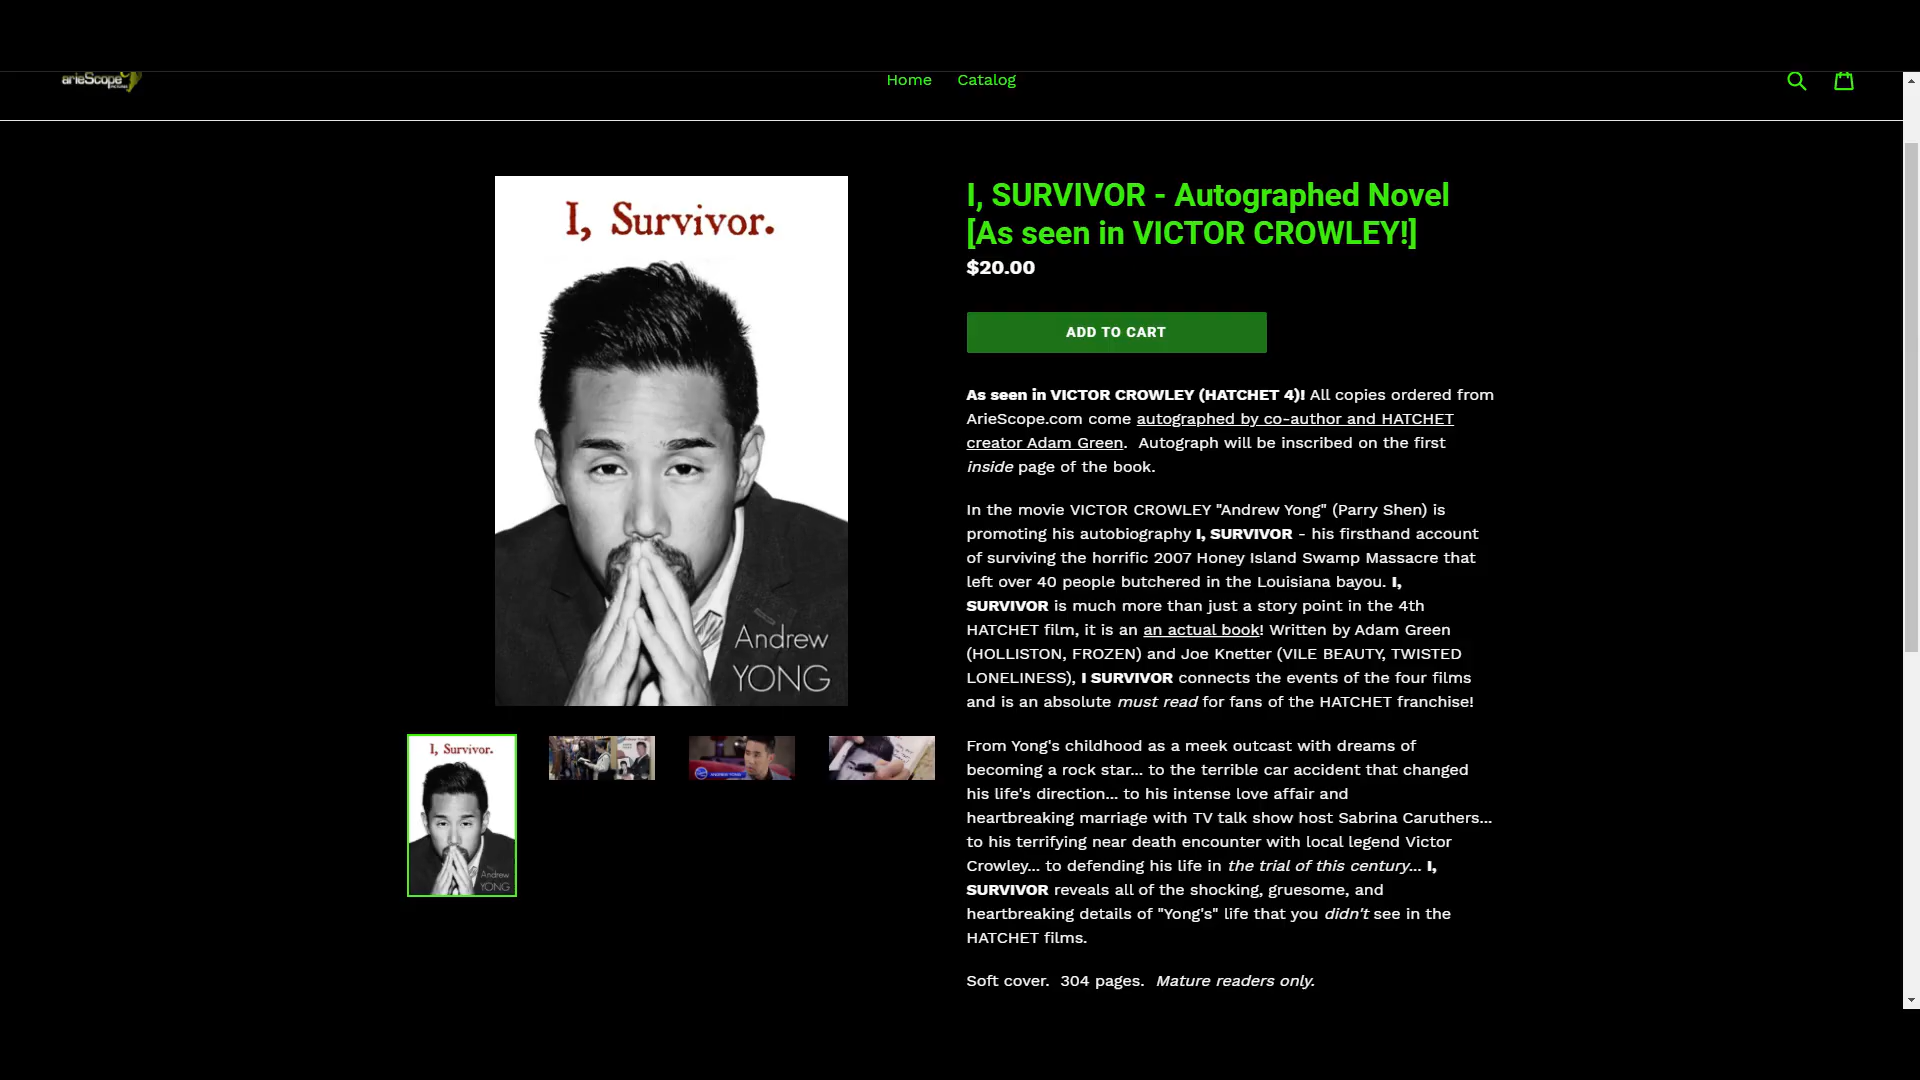 arieScope
Home Catalog
I, Survivor.
Andrew
YONG
I, Survivor.
Andrew
YONG
ANDREW YONG
I, SURVIVOR - Autographed Novel
[As seen in VICTOR CROWLEY!]
$20.00
ADD TO CART
As seen in VICTOR CROWLEY (HATCHET 4)! All copies ordered from
ArieScope.com come autographed by co-author and HATCHET
creator Adam Green.  Autograph will be inscribed on the first
inside page of the book.
In the movie VICTOR CROWLEY "Andrew Yong" (Parry Shen) is
promoting his autobiography I, SURVIVOR - his firsthand account
of surviving the horrific 2007 Honey Island Swamp Massacre that
left over 40 people butchered in the Louisiana bayou. I,
SURVIVOR is much more than just a story point in the 4th
HATCHET film, it is an an actual book! Written by Adam Green
(HOLLISTON, FROZEN) and Joe Knetter (VILE BEAUTY, TWISTED
LONELINESS), I SURVIVOR connects the events of the four films
and is an absolute must read for fans of the HATCHET franchise!
From Yong's childhood as a meek outcast with dreams of
becoming a rock star... to the terrible car accident that changed
his life's direction... to his intense love affair and
heartbreaking marriage with TV talk show host Sabrina Caruthers...
to his terrifying near death encounter with local legend Victor
Crowley... to defending his life in the trial of this century... I,
SURVIVOR reveals all of the shocking, gruesome, and
heartbreaking details of "Yong's" life that you didn't see in the
HATCHET films.
Soft cover.  304 pages.  Mature readers only.